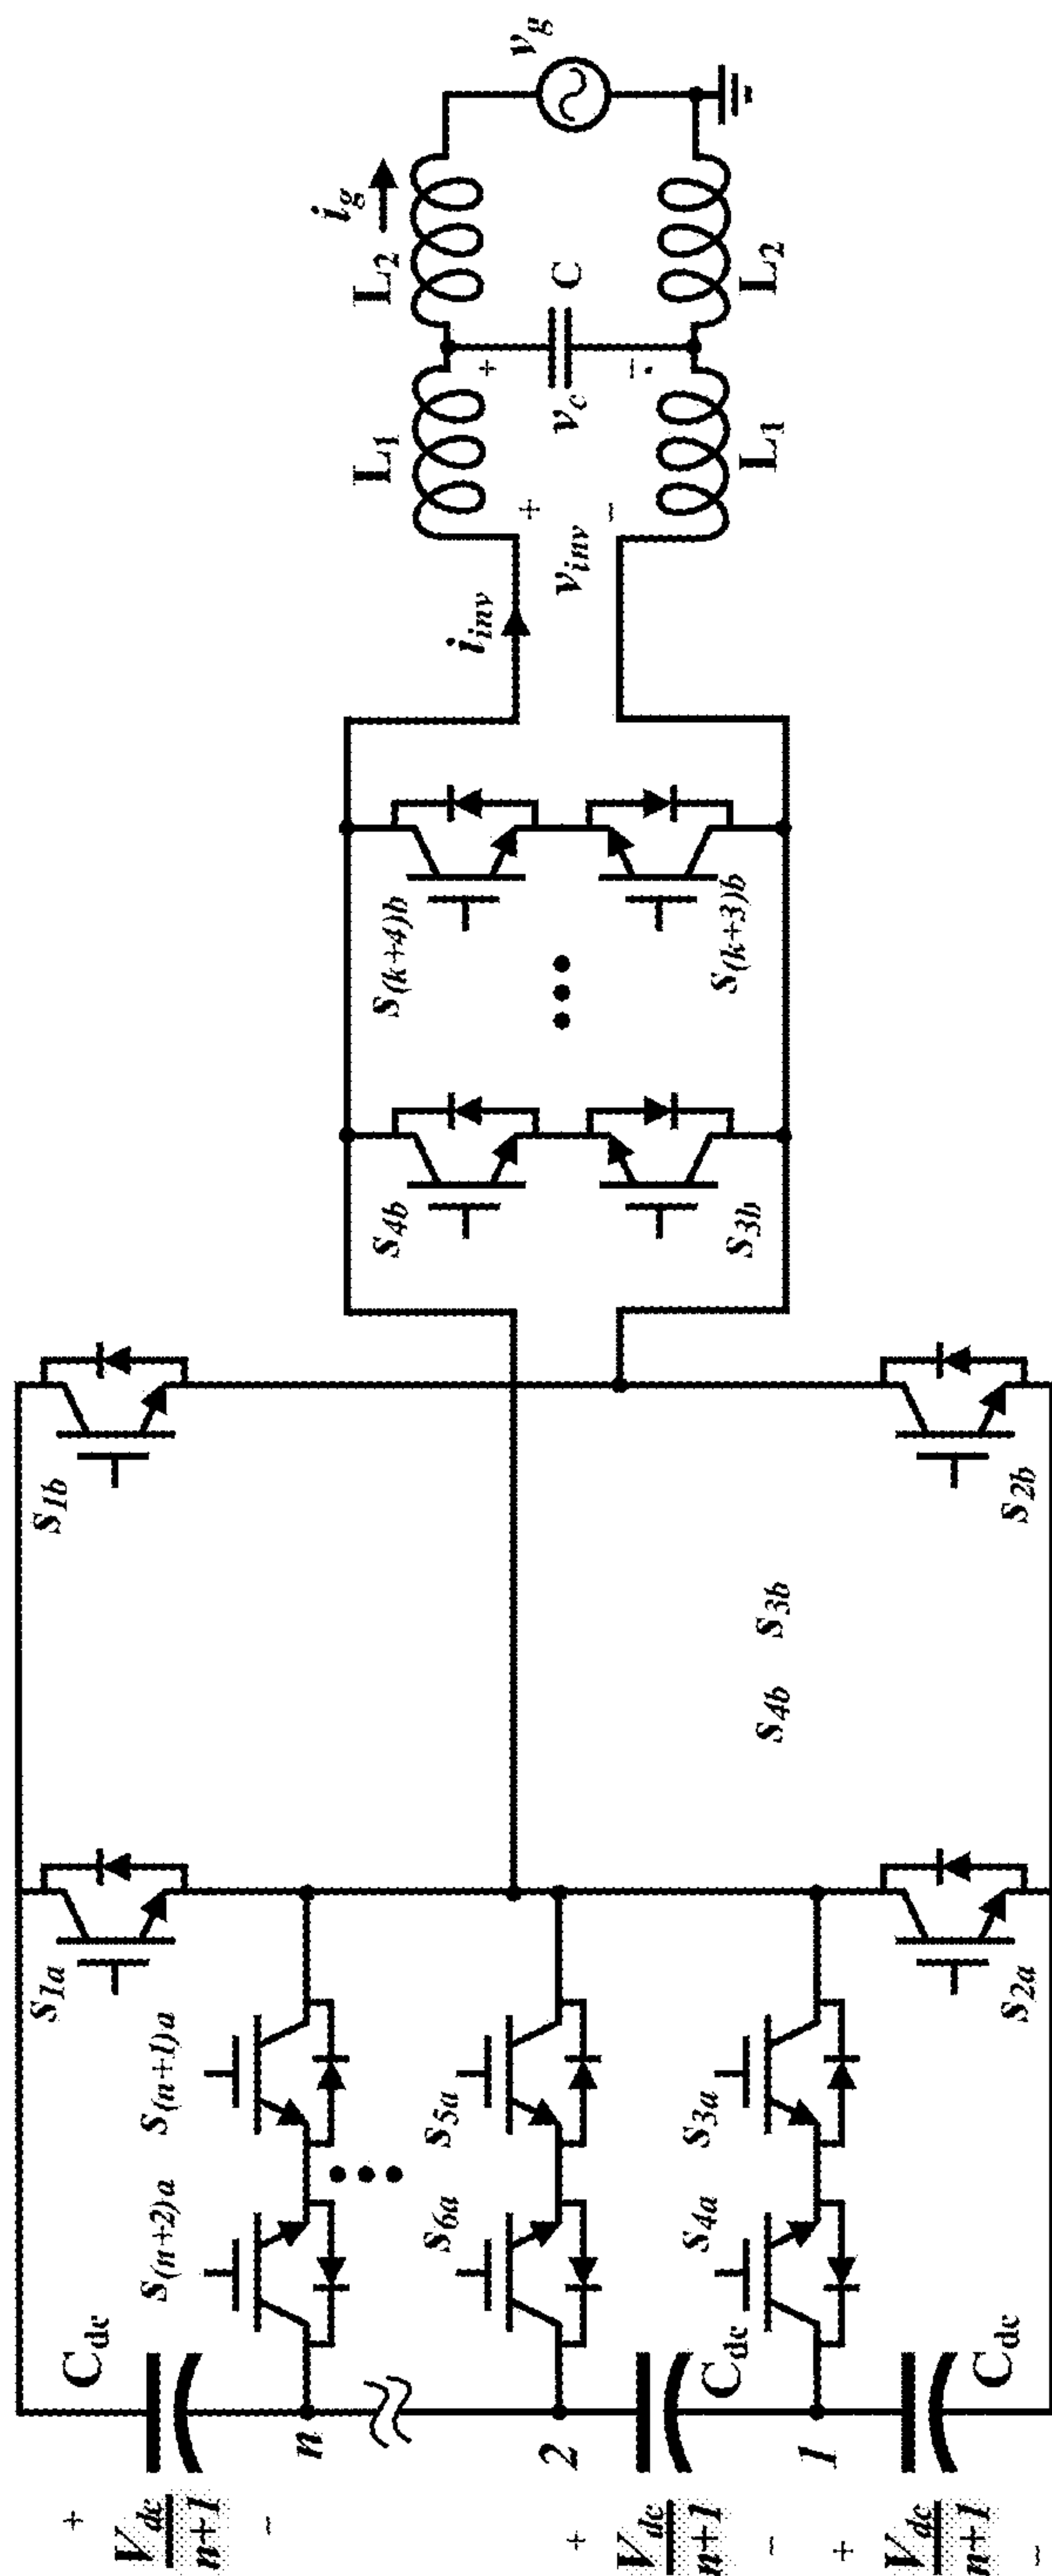 v_g
i_g
L_2
C
L_2
+
v_c
-
L_1
L_1
+
v_inv
-
i_inv
S_(k+4)b
S_(k+3)b
S_4b
S_3b
S_1b
S_2b
S_4b S_3b
S_1a
S_2a
S_(n+2)a S_(n+1)a
S_6a S_5a
S_4a S_3a
C_dc
C_dc
C_dc
n
2
1
+
V_dc
n+1
-
+
V_dc
n+1
-
+
V_dc
n+1
-